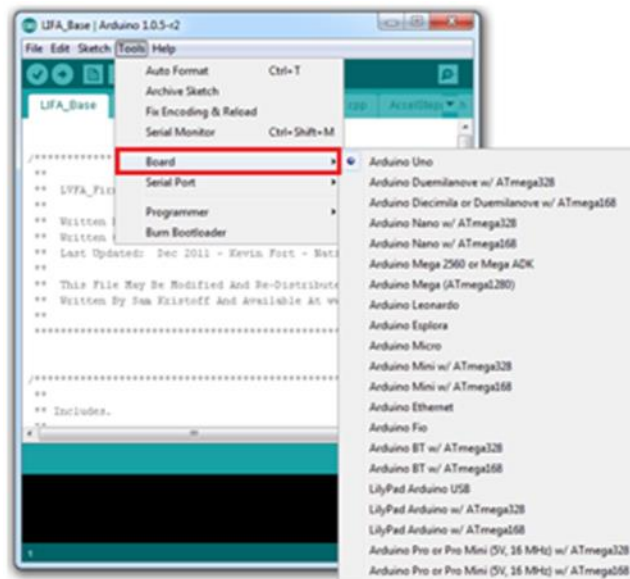 LIFA_Base | Arduino 1.0.5-r2
File Edit Sketch Tools Help
Auto Format Ctrl+T
Archive Sketch
Fix Encoding & Reload
Serial Monitor Ctrl+Shift+M
Board
Serial Port
Programmer
Burn Bootloader
LIFA_Base
.cpp
Arduino Uno
Arduino Duemilanove w/ ATmega328
Arduino Diecimila or Duemilanove w/ ATmega168
Arduino Nano w/ ATmega328
Arduino Nano w/ ATmega168
Arduino Mega 2560 or Mega ADK
Arduino Mega (ATmega1280)
Arduino Leonardo
Arduino Esplora
Arduino Micro
Arduino Mini w/ ATmega328
Arduino Mini w/ ATmega168
Arduino Ethernet
Arduino Fio
Arduino BT w/ ATmega328
Arduino BT w/ ATmega168
LilyPad Arduino USB
LilyPad Arduino w/ ATmega328
LilyPad Arduino w/ ATmega168
Arduino Pro or Pro Mini (5V, 16 MHz) w/ ATmega328
Arduino Pro or Pro Mini (5V, 16 MHz) w/ ATmega168
/**************
**
** Written
** Written
** Last Updated: Dec 2011 - Kevin Fort - Nati
**
** This File May Be Modified And Re-Distribute
** Written By Sam Kristoff And Available At w
**
**
** Includes.
1